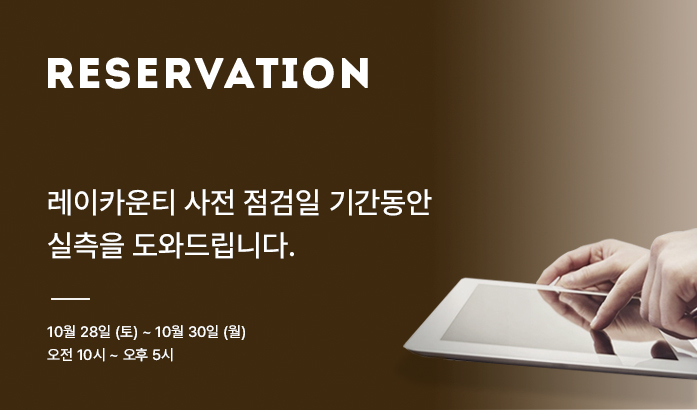 RESERVATION
레이카운티 사전 점검일 기간동안
실측을 도와드립니다.
10월 28일 (토) ~ 10월 30일 (월)
오전 10시 ~ 오후 5시